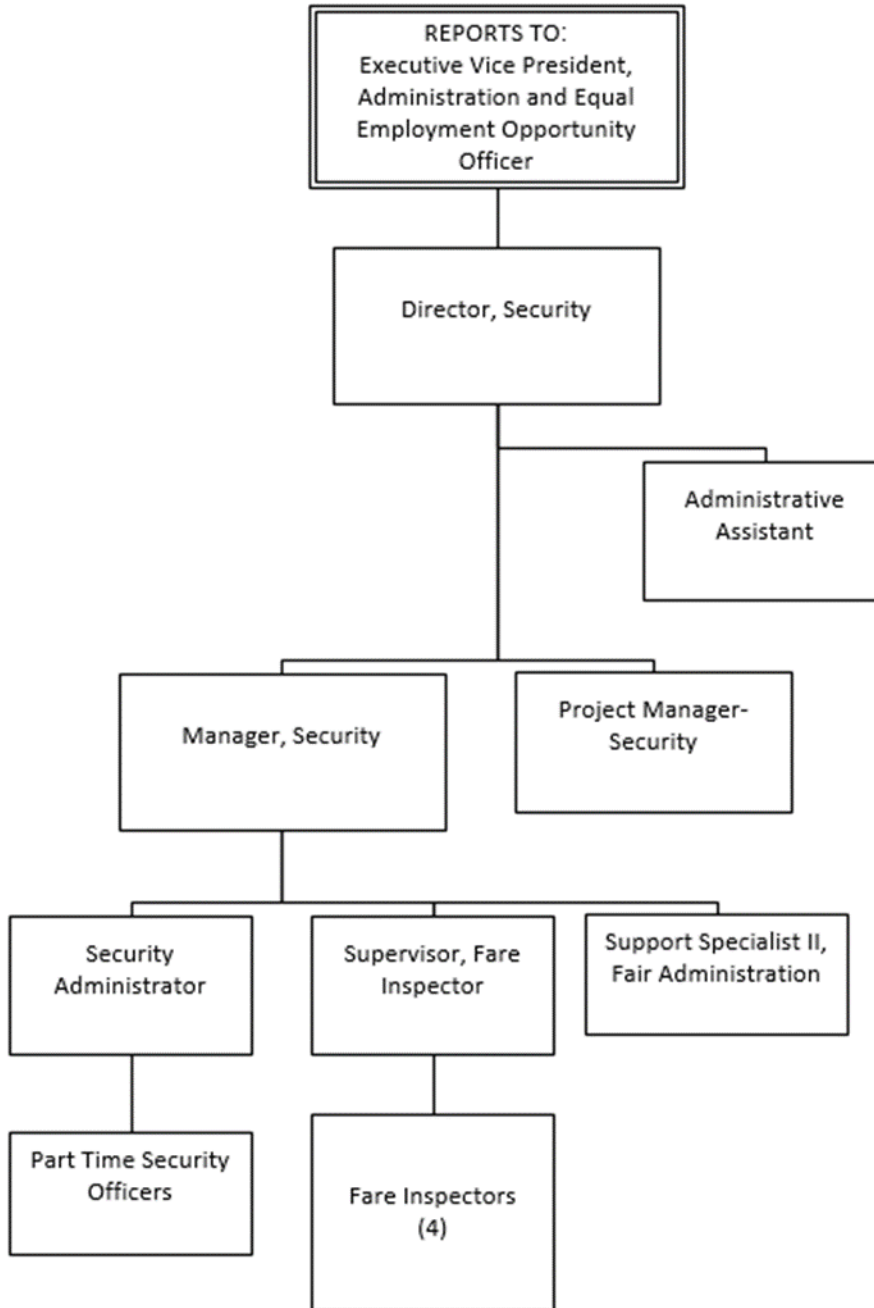 REPORTS TO:
Executive Vice President,
Administration and Equal
Employment Opportunity
Officer
Director, Security
Administrative
Assistant
Manager, Security
Project Manager-
Security
Security
Administrator
Supervisor, Fare
Inspector
Support Specialist II,
Fair Administration
Part Time Security
Officers
Fare Inspectors
(4)